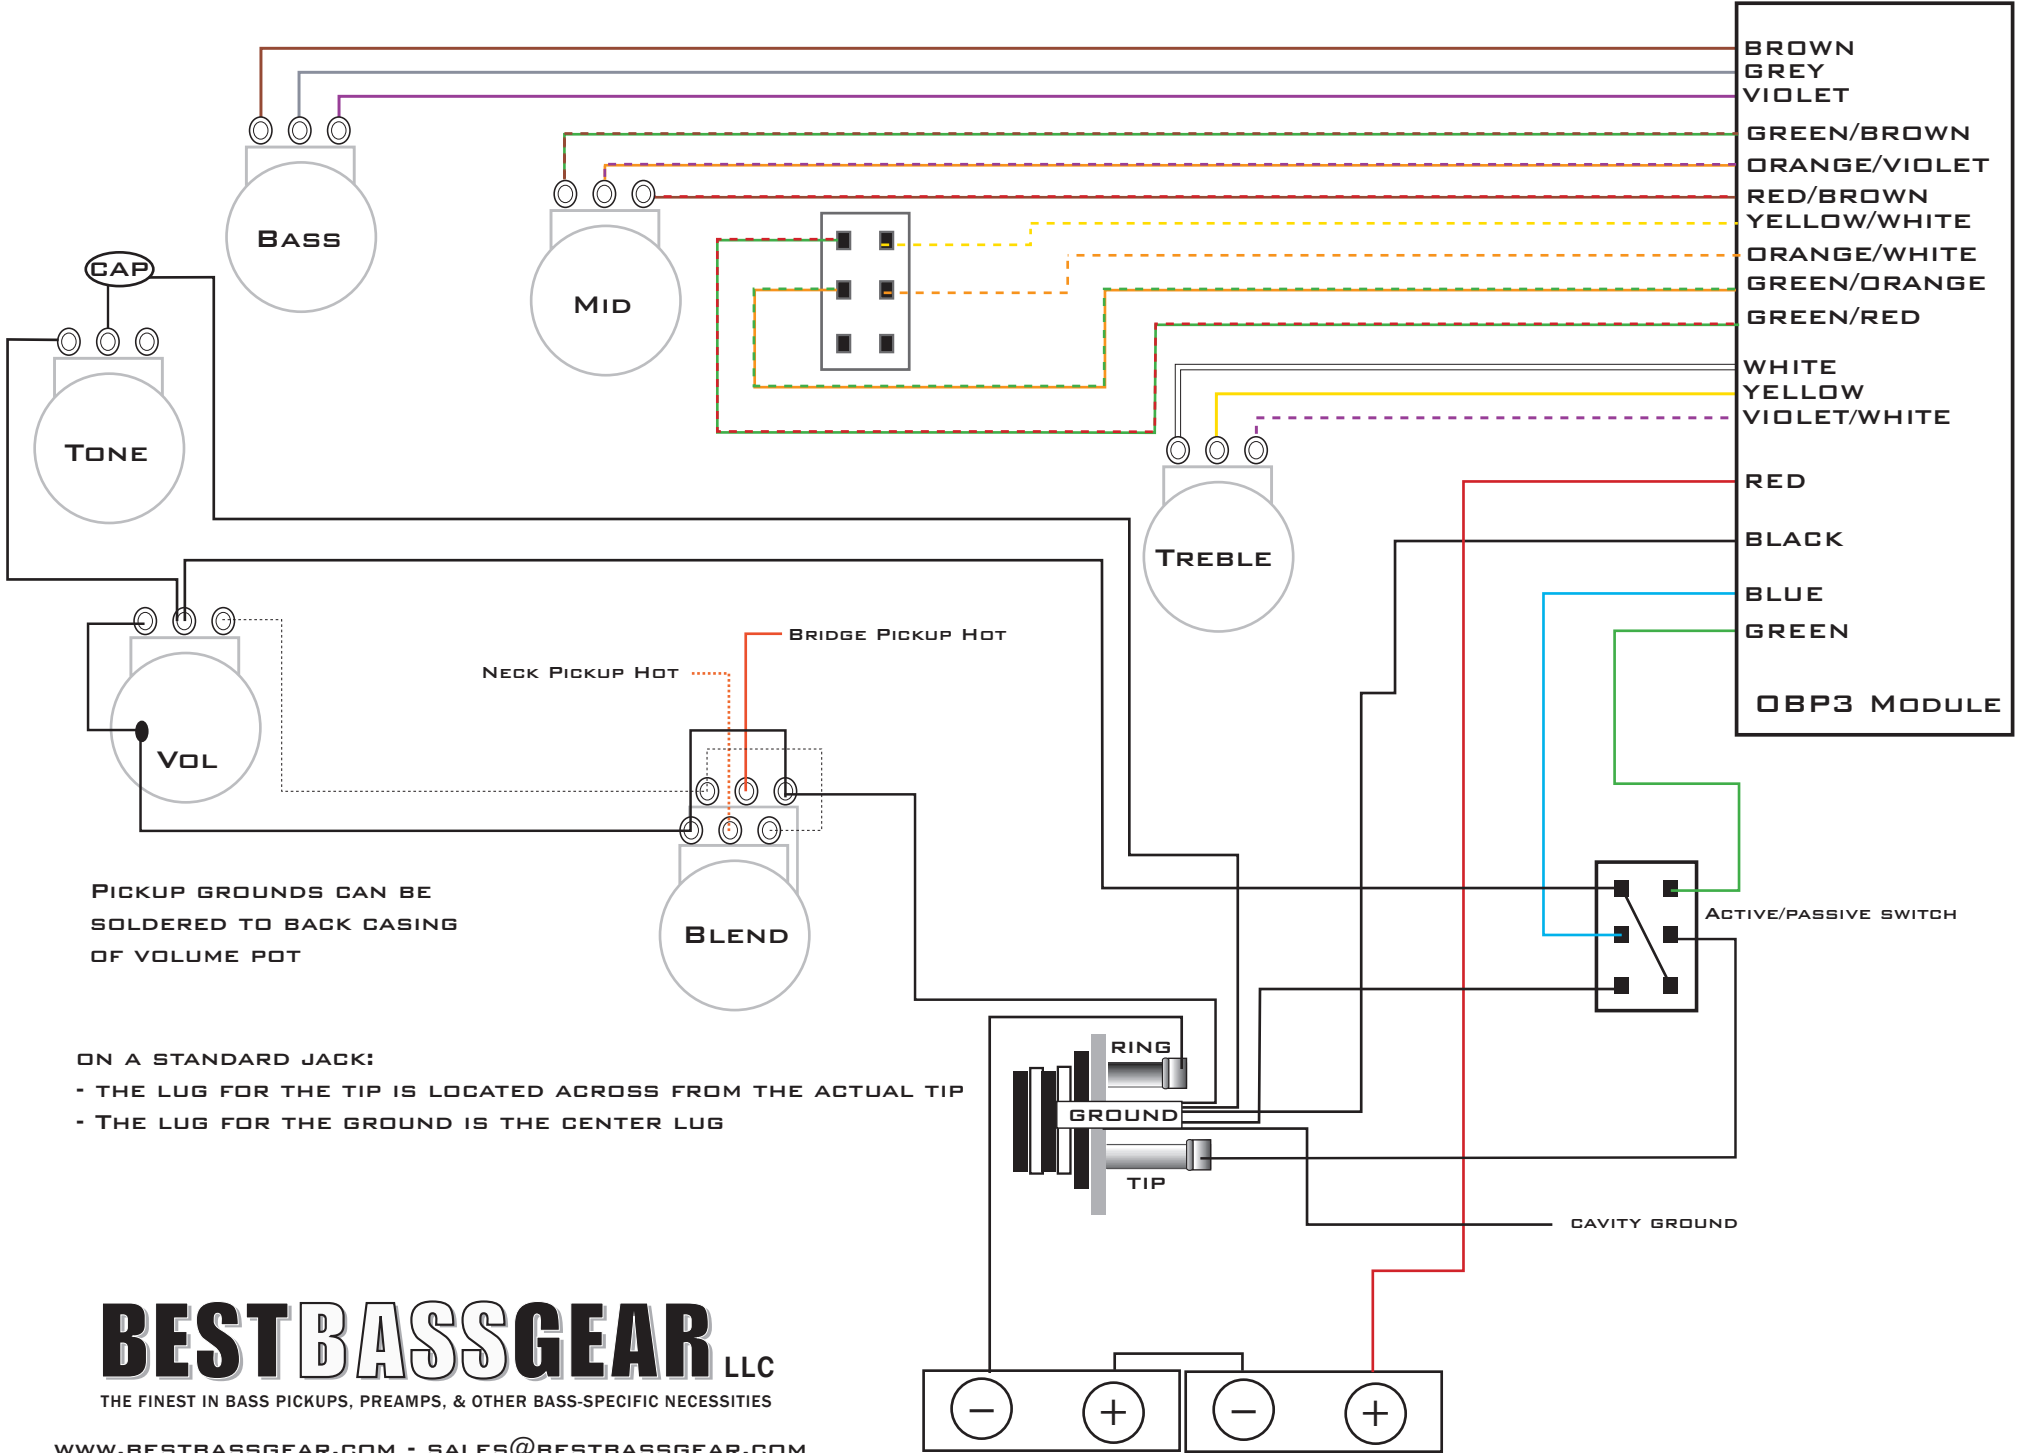 BROWN
GREY
VIOLET
GREEN/BROWN
ORANGE/VIOLET
RED/BROWN
YELLOW/WHITE
ORANGE/WHITE
GREEN/ORANGE
GREEN/RED
WHITE
YELLOW
VIOLET/WHITE
RED
BLACK
BLUE
GREEN
OBP3 MODULE
BASS
MID
CAP
TONE
TREBLE
VOL
BRIDGE PICKUP HOT
NECK PICKUP HOT
BLEND
ACTIVE/PASSIVE SWITCH
PICKUP GROUNDS CAN BE
SOLDERED TO BACK CASING
OF VOLUME POT
ON A STANDARD JACK:
- THE LUG FOR THE TIP IS LOCATED ACROSS FROM THE ACTUAL TIP
- THE LUG FOR THE GROUND IS THE CENTER LUG
RING
GROUND
TIP
CAVITY GROUND
BESTBASSGEAR LLC
THE FINEST IN BASS PICKUPS, PREAMPS, & OTHER BASS-SPECIFIC NECESSITIES
WWW.BESTBASSGEAR.COM - SALES@BESTBASSGEAR.COM
− + − +